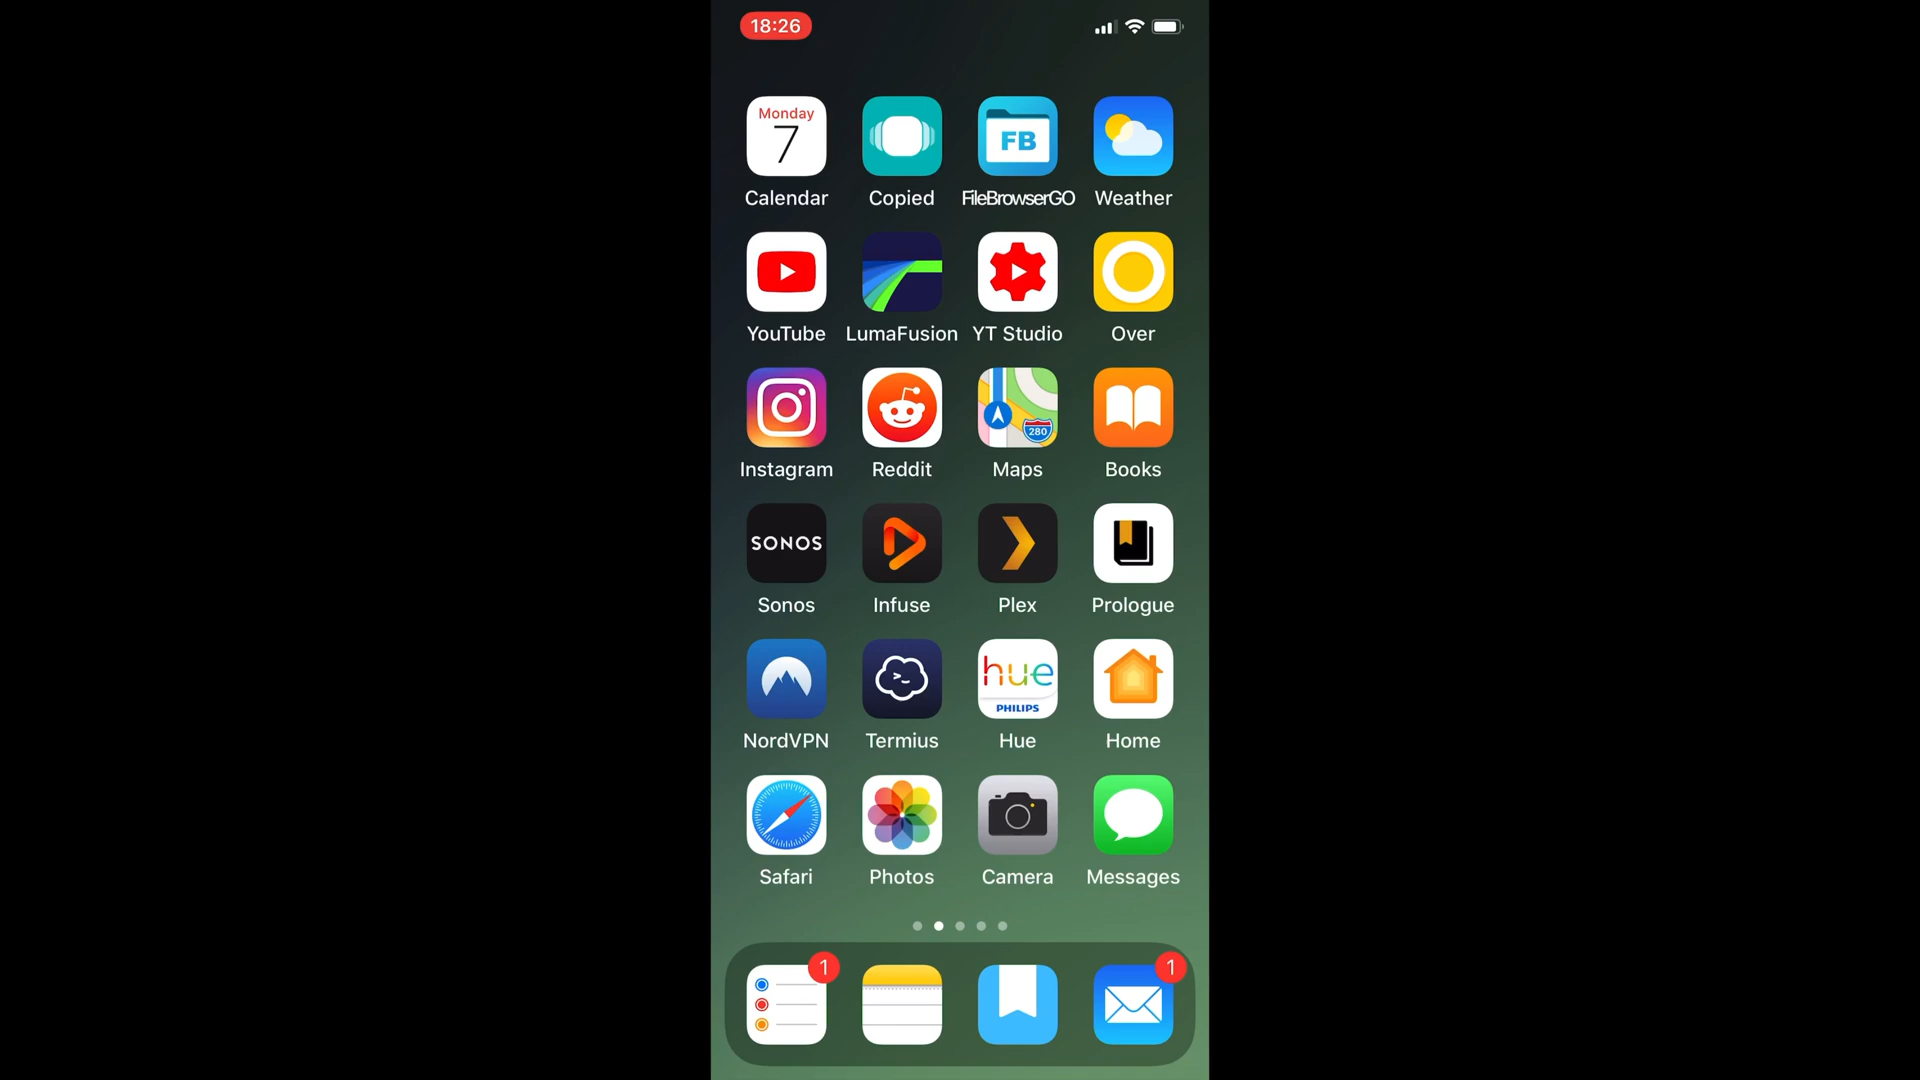 18:26
Monday
7
FB
Calendar Copied FileBrowserGO Weather
YouTube LumaFusion YT Studio Over
280
Instagram Reddit Maps Books
SONOS
Sonos Infuse Plex Prologue
>_
hue
PHILIPS
NordVPN Termius Hue Home
Safari Photos Camera Messages
1 1